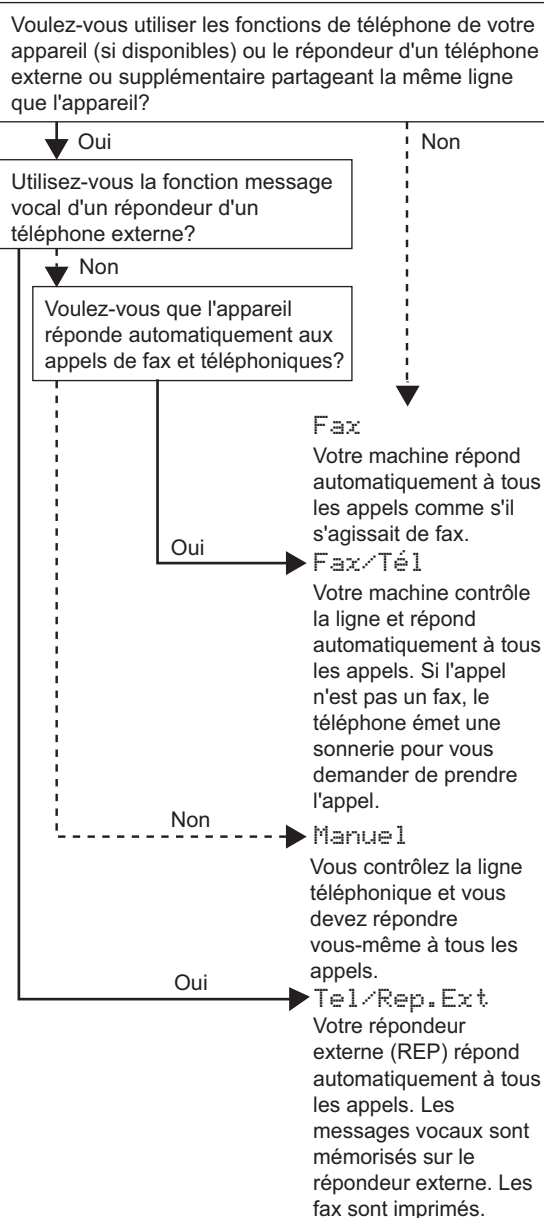 Voulez-vous utiliser les fonctions de téléphone de votre
appareil (si disponibles) ou le répondeur d'un téléphone
externe ou supplémentaire partageant la même ligne
que l'appareil?
Oui
Non
Utilisez-vous la fonction message
vocal d'un répondeur d'un
téléphone externe?
Non
Voulez-vous que l'appareil
réponde automatiquement aux
appels de fax et téléphoniques?
Fax
Votre machine répond
automatiquement à tous
les appels comme s'il
s'agissait de fax.
Oui
Fax/Tél
Votre machine contrôle
la ligne et répond
automatiquement à tous
les appels. Si l'appel
n'est pas un fax, le
téléphone émet une
sonnerie pour vous
demander de prendre
l'appel.
Non
Manuel
Vous contrôlez la ligne
téléphonique et vous
devez répondre
vous-même à tous les
appels.
Oui
Tel/Rep.Ext
Votre répondeur
externe (REP) répond
automatiquement à tous
les appels. Les
messages vocaux sont
mémorisés sur le
répondeur externe. Les
fax sont imprimés.